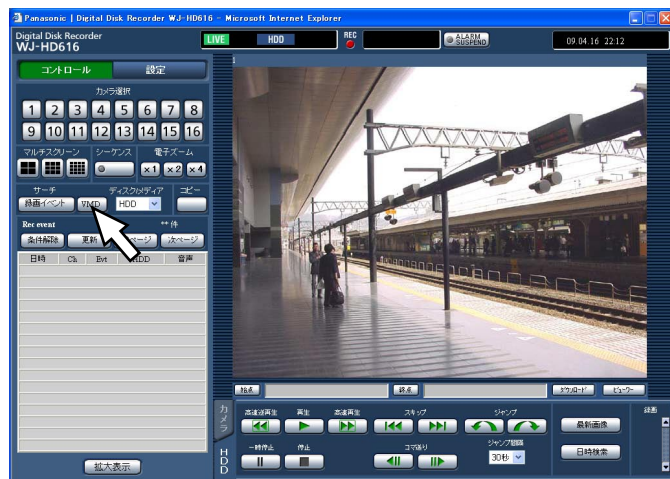 Panasonic | Digital Disk Recorder WJ-HD616 - Microsoft Internet Explorer
Digital Disk Recorder
WJ-HD616
LIVE HDD REC ALARM SUSPEND 09.04.16 22:12
コントロール 設定
カメラ選択
1 2 3 4 5 6 7 8
9 10 11 12 13 14 15 16
マルチスクリーン シーケンス 電子ズーム
×1 ×2 ×4
サーチ ディスク/メディア コピー
録画イベント VMD HDD
Rec event ** 件
条件解除 更新 ページ 次ページ
日時 Ch Evt HDD 音声
拡大表示
始点 終点 ダウンロード ビューワー
カメラ
HDD
高速逆再生 再生 高速再生 スキップ ジャンプ 録画
最新画像
一時停止 停止 コマ送り ジャンプ間隔
30秒
日時検索